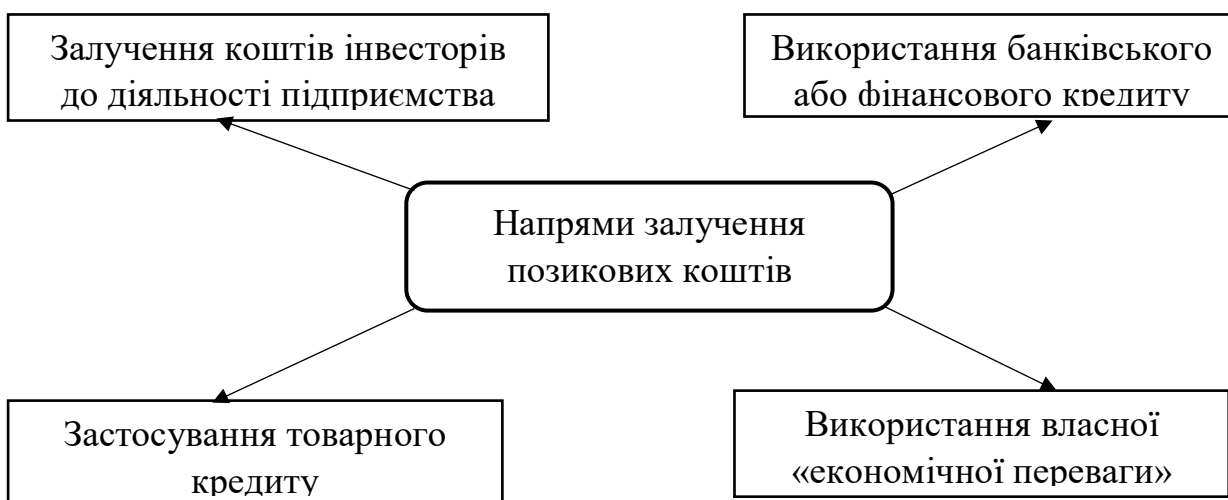 Залучення коштів інвесторів
до діяльності підприємства
Використання банківського
або фінансового кредиту
Напрями залучення
позикових коштів
Застосування товарного
кредиту
Використання власної
«економічної переваги»